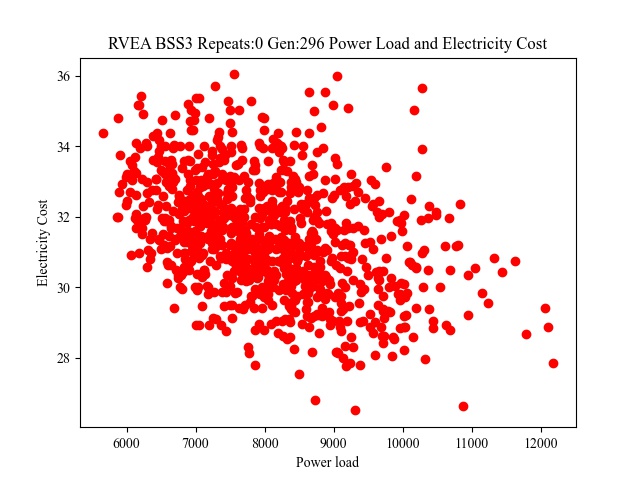 RVEA BSS3 Repeats:0 Gen:296 Power Load and Electricity Cost
36
34
32
30
28
Electricity Cost
6000 7000 8000 9000 10000 11000 12000
Power load